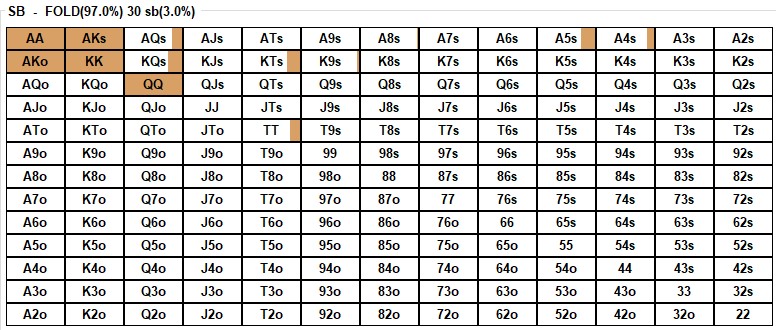 SB - FOLD(97.0%) 30 sb(3.0%)
AA AKs AQs AJs ATs A9s A8s A7s A6s A5s A4s A3s A2s
AKo KK KQs KJs KTs K9s K8s K7s K6s K5s K4s K3s K2s
AQo KQo QQ QJs QTs Q9s Q8s Q7s Q6s Q5s Q4s Q3s Q2s
AJo KJo QJo JJ JTs J9s J8s J7s J6s J5s J4s J3s J2s
ATo KTo QTo JTo TT T9s T8s T7s T6s T5s T4s T3s T2s
A9o K9o Q9o J9o T9o 99 98s 97s 96s 95s 94s 93s 92s
A8o K8o Q8o J8o T8o 98o 88 87s 86s 85s 84s 83s 82s
A7o K7o Q7o J7o T7o 97o 87o 77 76s 75s 74s 73s 72s
A6o K6o Q6o J6o T6o 96o 86o 76o 66 65s 64s 63s 62s
A5o K5o Q5o J5o T5o 95o 85o 75o 65o 55 54s 53s 52s
A4o K4o Q4o J4o T4o 94o 84o 74o 64o 54o 44 43s 42s
A3o K3o Q3o J3o T3o 93o 83o 73o 63o 53o 43o 33 32s
A2o K2o Q2o J2o T2o 92o 82o 72o 62o 52o 42o 32o 22